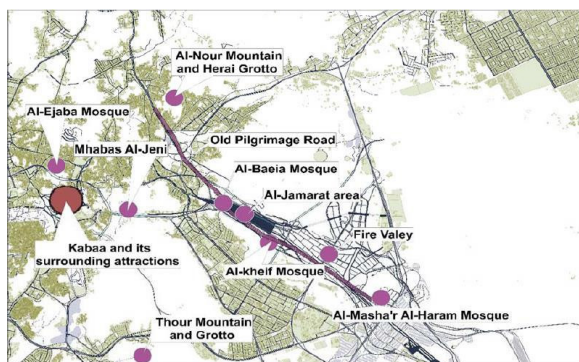 Al-Nour Mountain
and Herai Grotto
Al-Ejaba Mosque
Mhabas Al-Jeni
Old Pilgrimage Road
Al-Baeia Mosque
Al-Jamarat area
Fire Valey
Kabaa and its
surrounding attractions
Al-kheif Mosque
Al-Masha'r Al-Haram Mosque
Thour Mountain
and Grotto